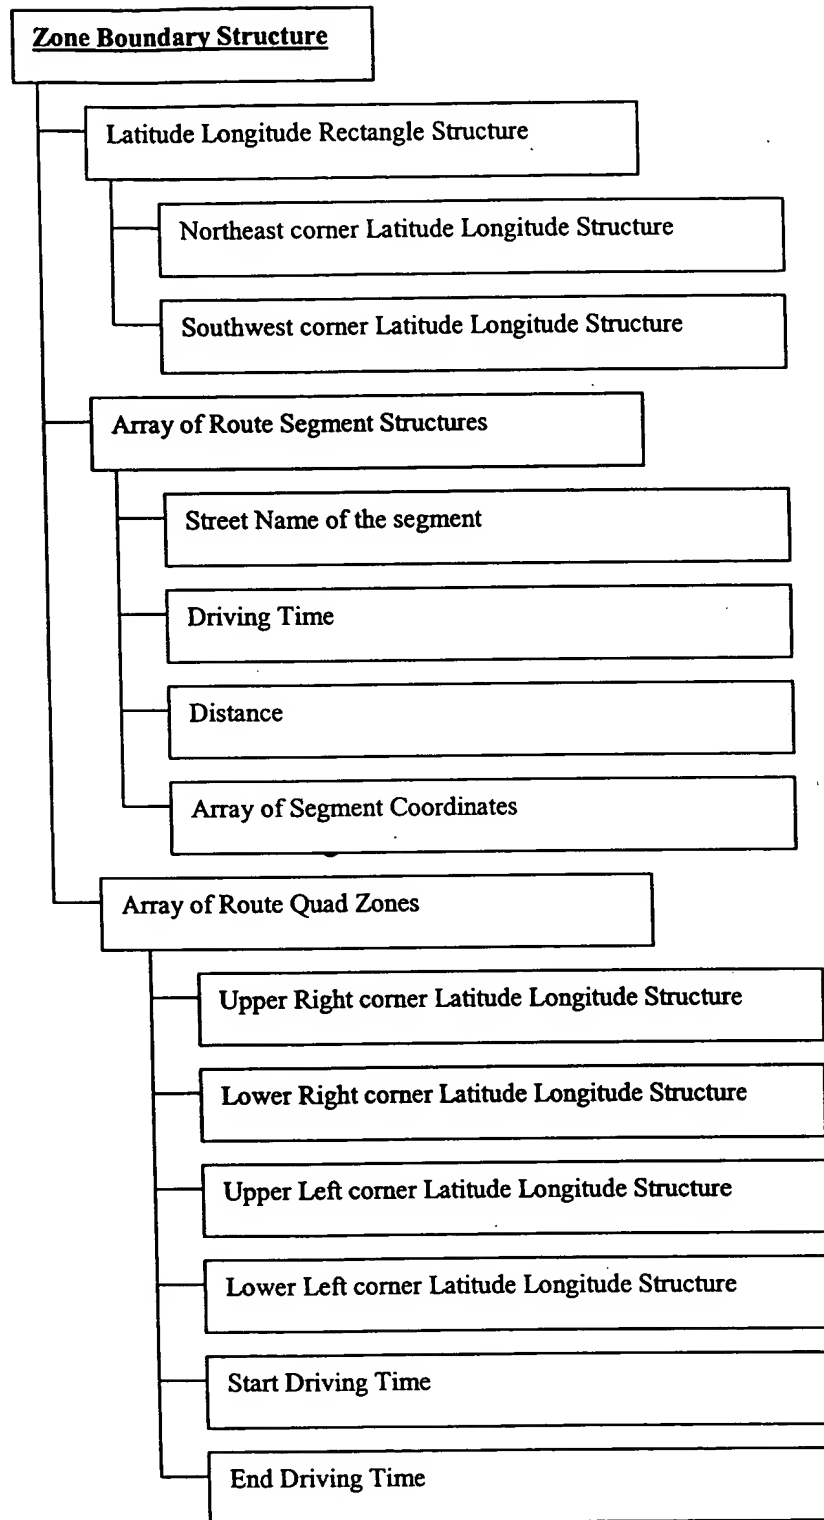 Zone Boundary Structure
Latitude Longitude Rectangle Structure
Northeast corner Latitude Longitude Structure
Southwest corner Latitude Longitude Structure
Array of Route Segment Structures
Street Name of the segment
Driving Time
Distance
Array of Segment Coordinates
Array of Route Quad Zones
Upper Right corner Latitude Longitude Structure
Lower Right corner Latitude Longitude Structure
Upper Left corner Latitude Longitude Structure
Lower Left corner Latitude Longitude Structure
Start Driving Time
End Driving Time